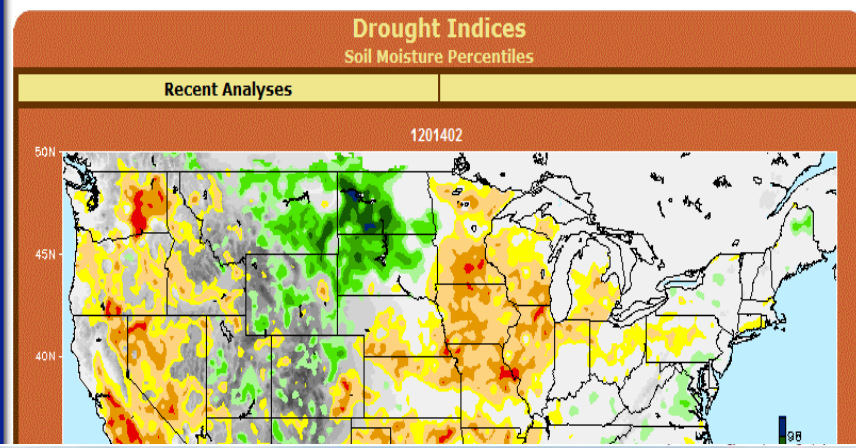 Drought Indices
Soil Moisture Percentiles
Recent Analyses
1201402
50N
45N
40N
98